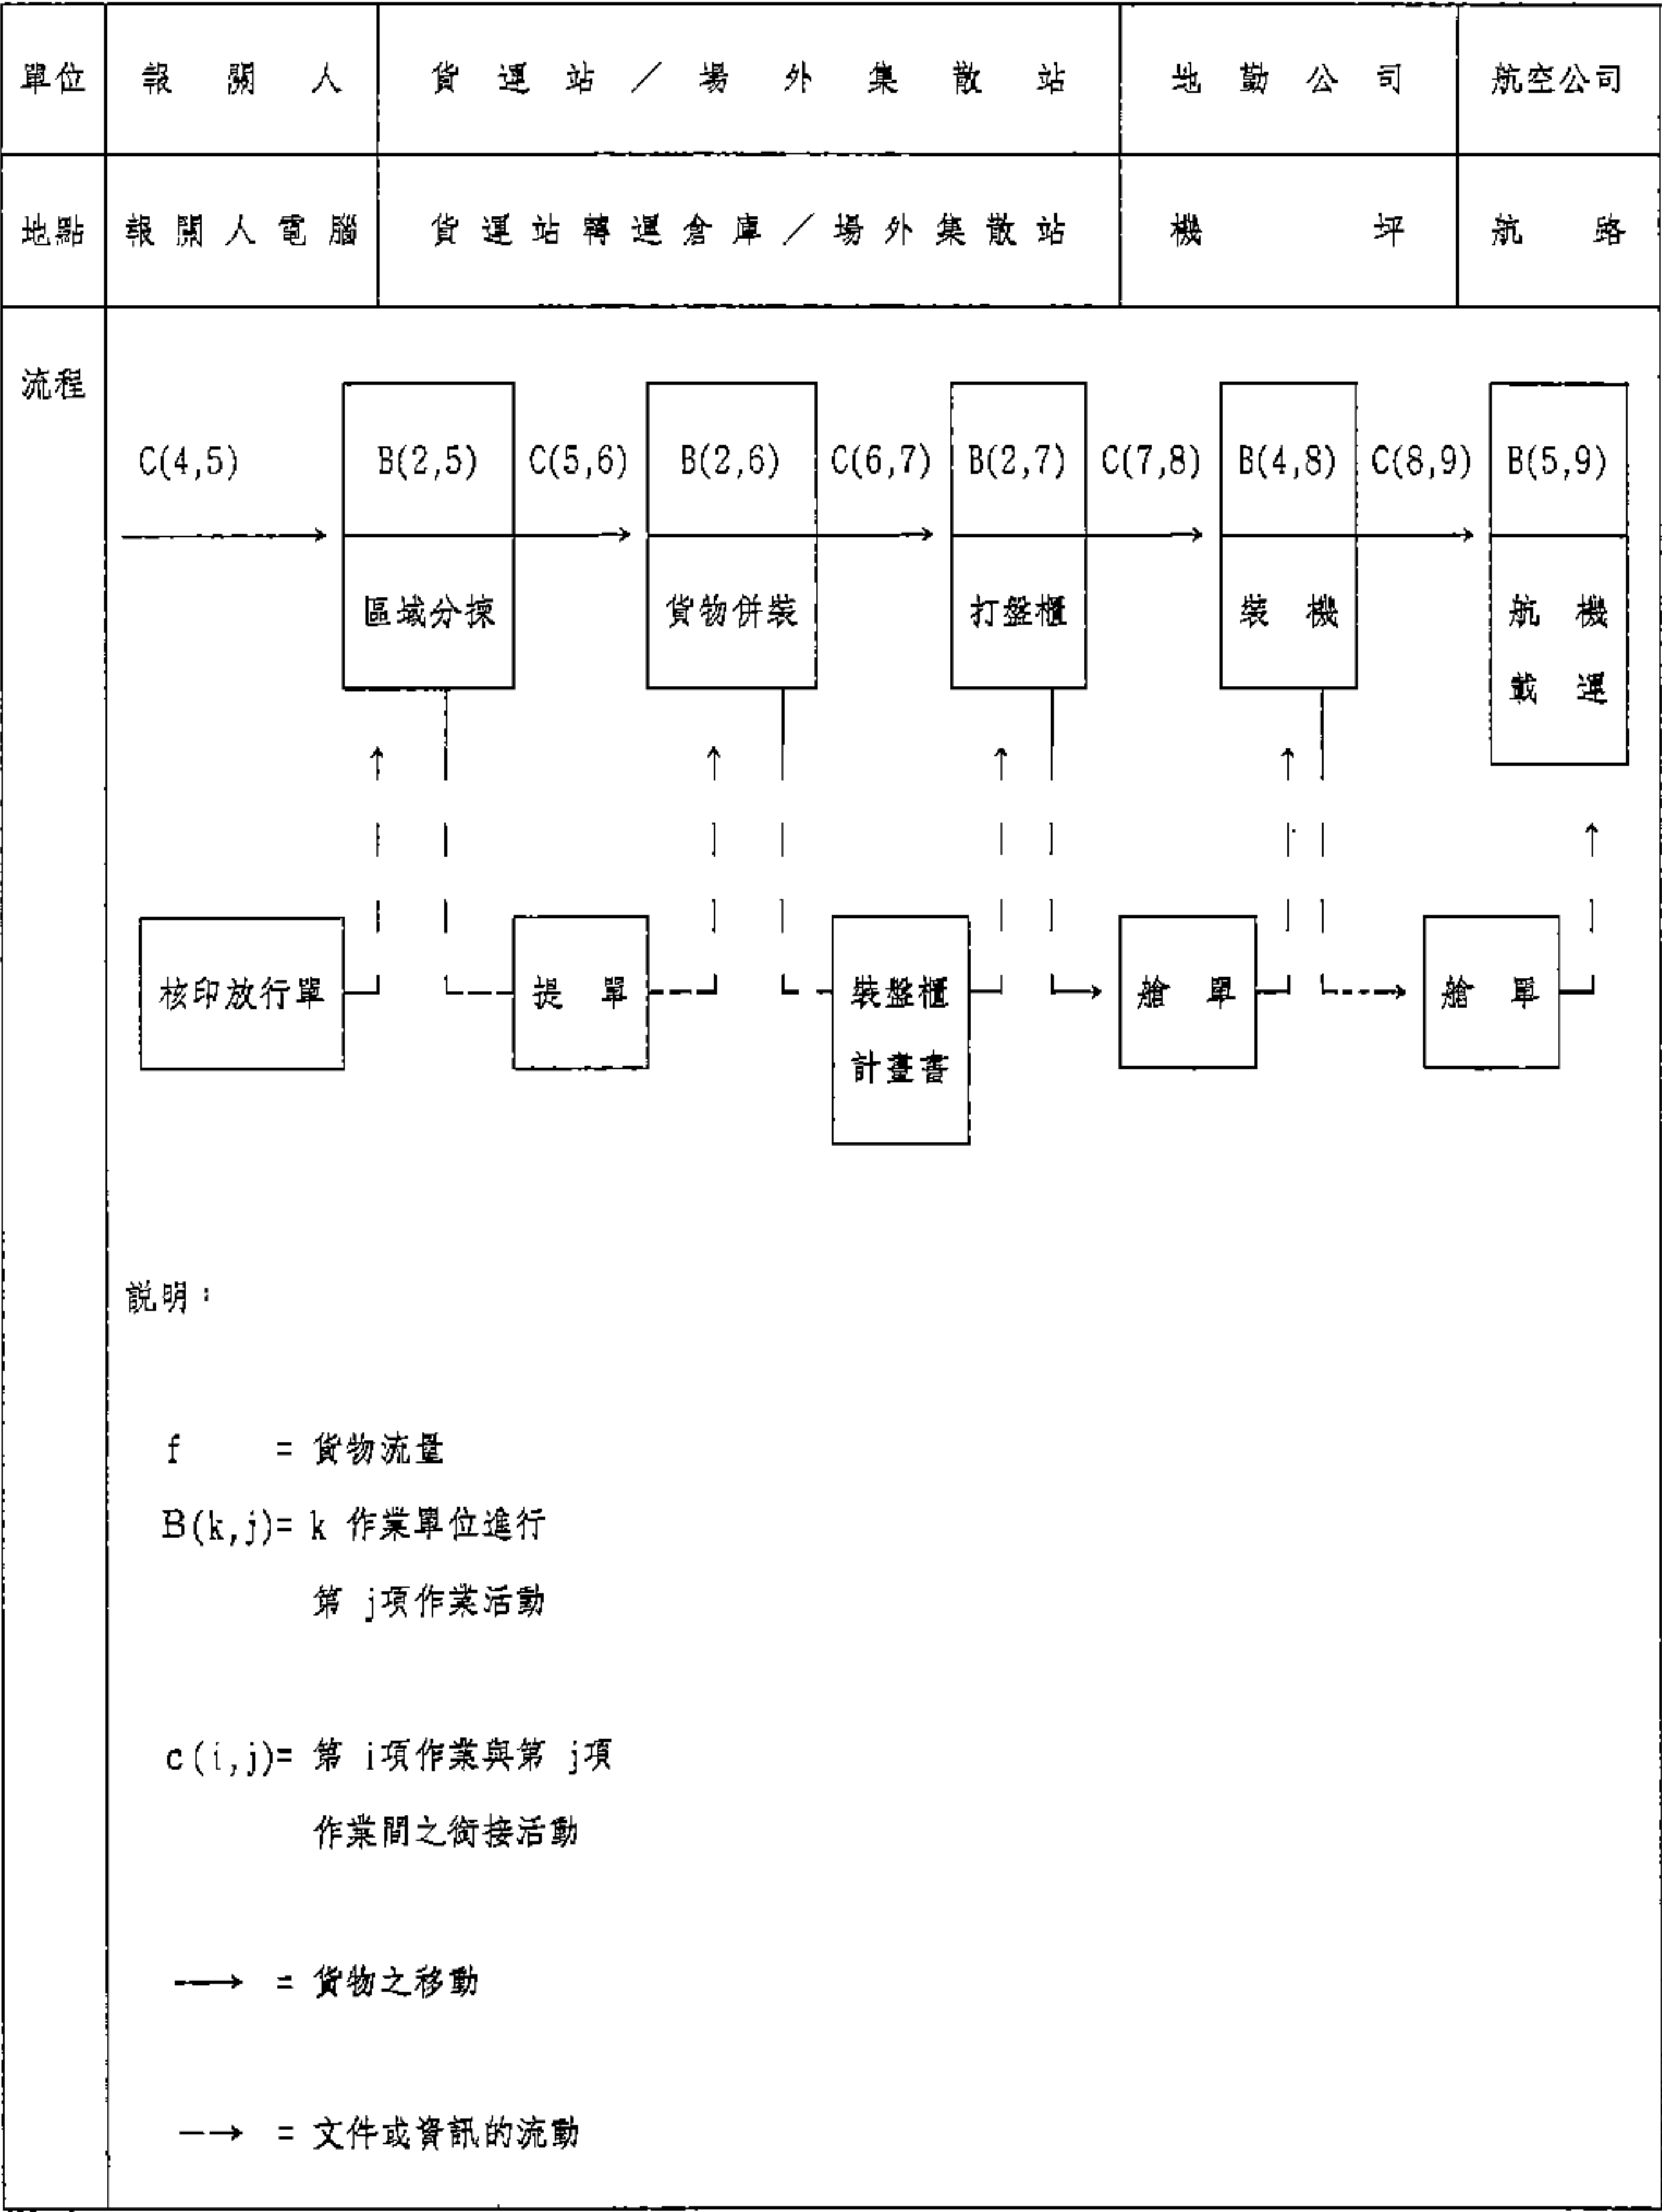 單位 報關人 貨運站／場外集散站 地勤公司 航空公司
地點 報關人電腦 貨運站轉運倉庫／場外集散站 機坪 航路
流程
C(4,5) B(2,5) C(5,6) B(2,6) C(6,7) B(2,7) C(7,8) B(4,8) C(8,9) B(5,9)
區域分揀 貨物併裝 打盤櫃 裝機 航機
載運
核印放行單 提單 裝盤櫃 艙單 艙單
計畫書
説明：
f = 貨物流量
B(k,j)= k 作業單位進行
第 j項作業活動
c(i,j)= 第 i項作業與第 j項
作業間之銜接活動
→ = 貨物之移動
--→ = 文件或資訊的流動